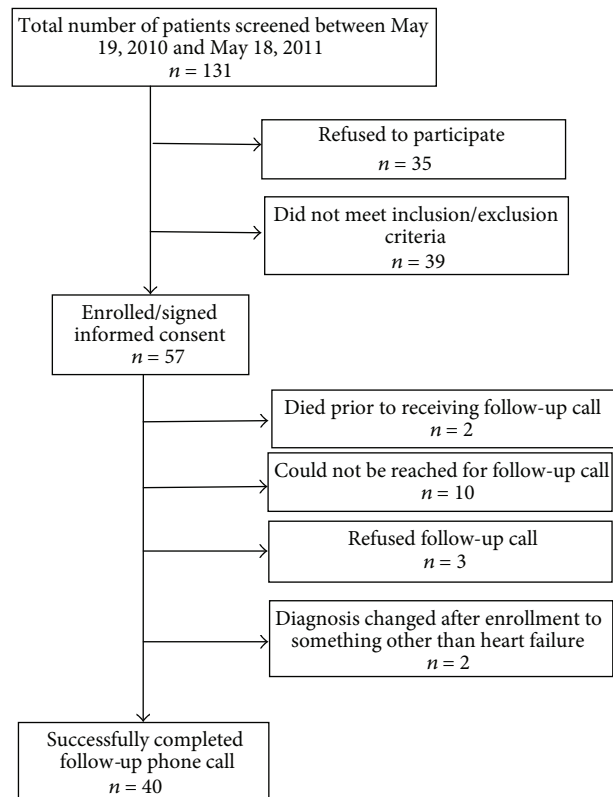 Total number of patients screened between May
19, 2010 and May 18, 2011
n = 131
Refused to participate
n = 35
Did not meet inclusion/exclusion
criteria
n = 39
Enrolled/signed
informed consent
n = 57
Died prior to receiving follow-up call
n = 2
Could not be reached for follow-up call
n = 10
Refused follow-up call
n = 3
Diagnosis changed after enrollment to
something other than heart failure
n = 2
Successfully completed
follow-up phone call
n = 40